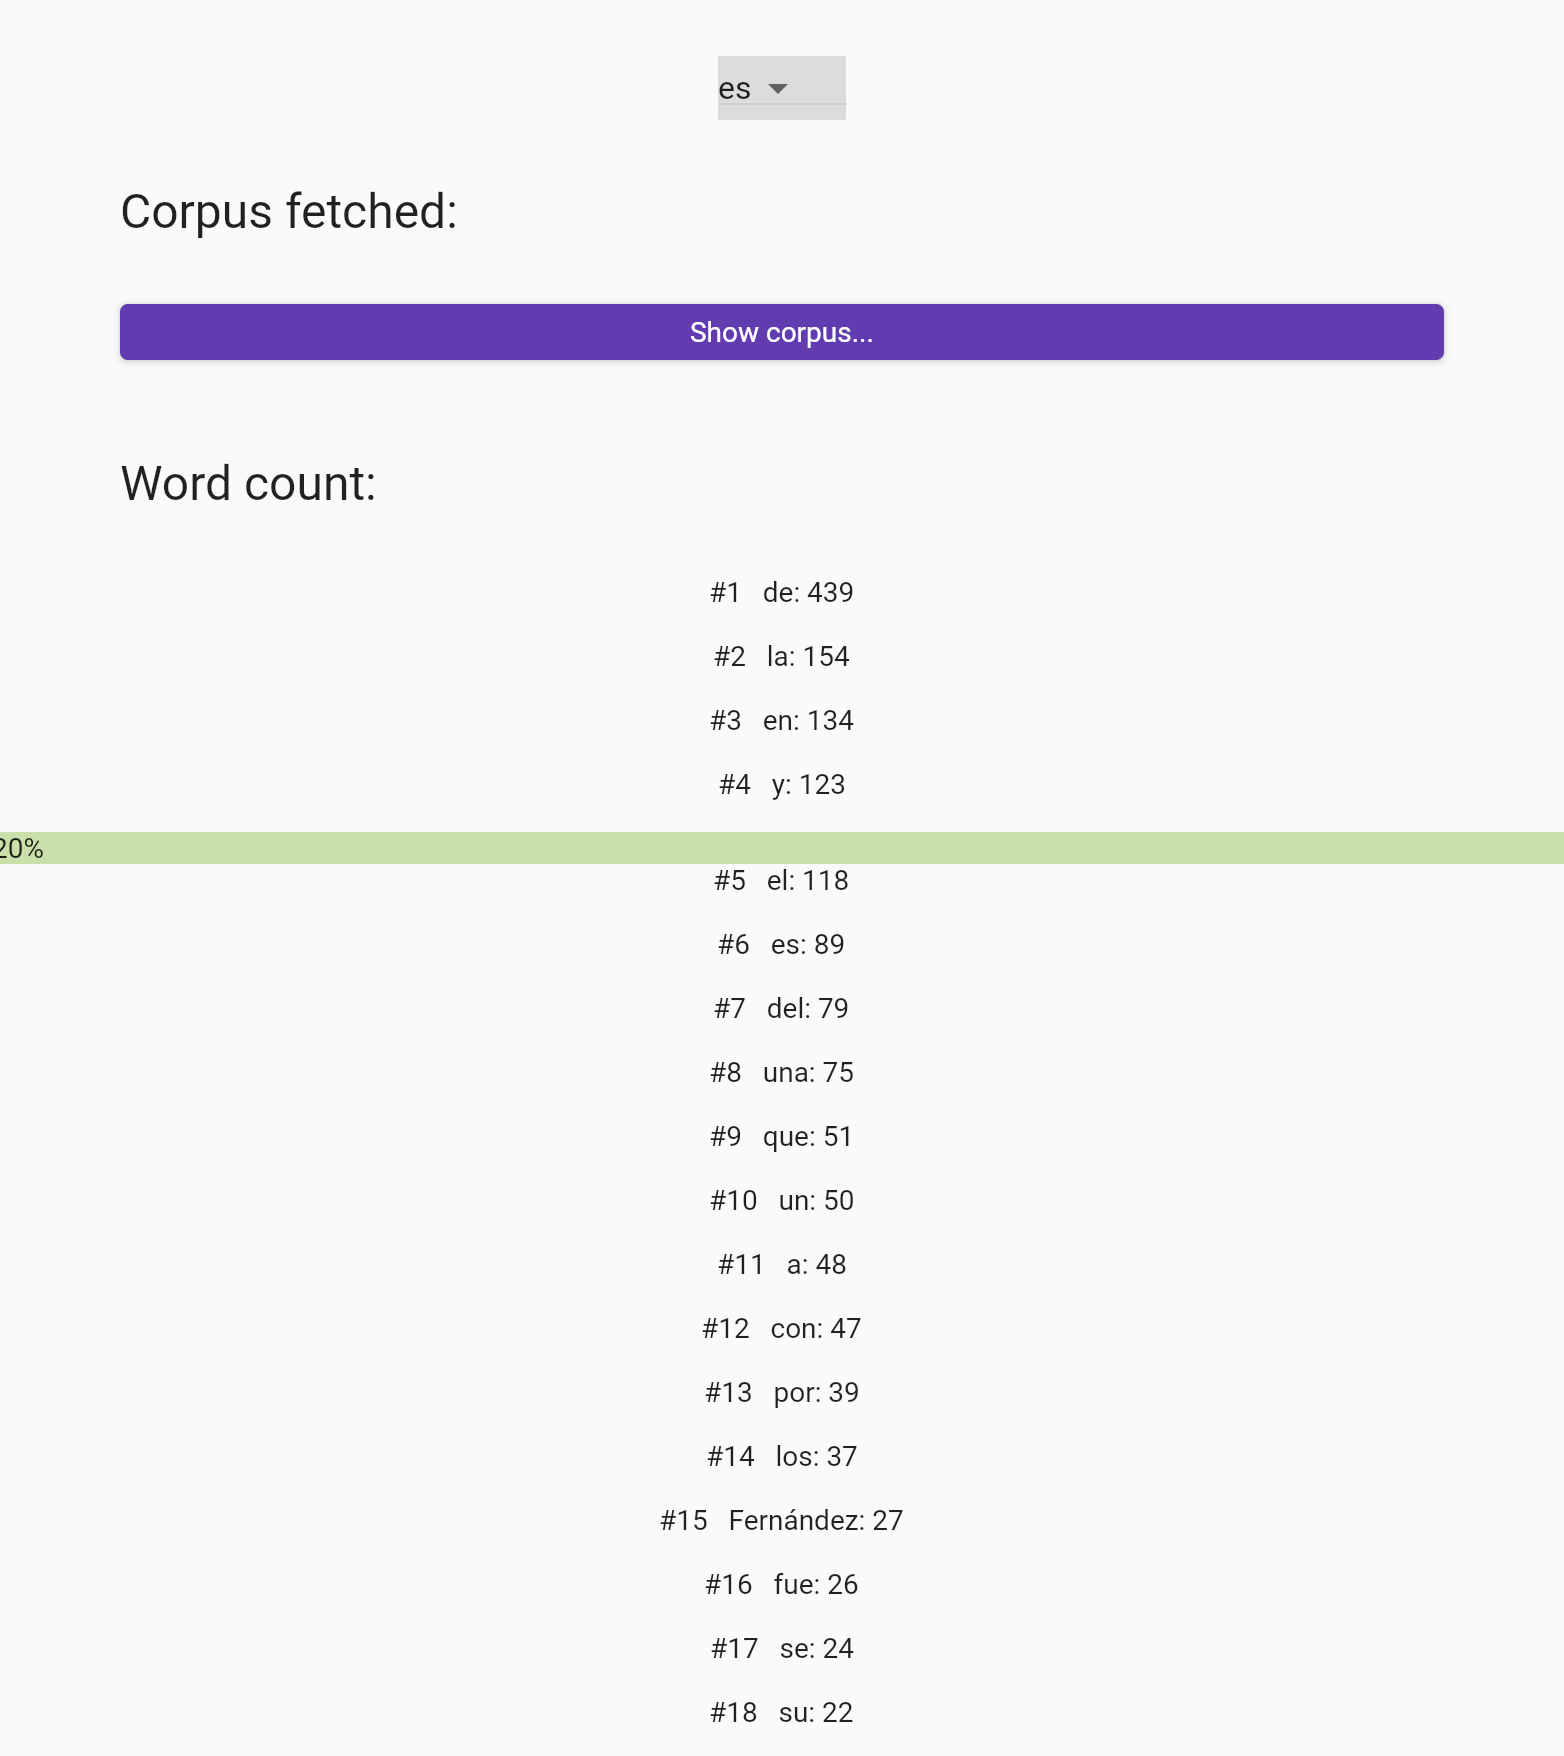 es
Corpus fetched:
Show corpus...
Word count:
#1 de: 439
#2 la: 154
#3 en: 134
#4 y: 123
20%
#5 el: 118
#6 es: 89
#7 del: 79
#8 una: 75
#9 que: 51
#10 un: 50
#11 a: 48
#12 con: 47
#13 por: 39
#14 los: 37
#15 Fernández: 27
#16 fue: 26
#17 se: 24
#18 su: 22